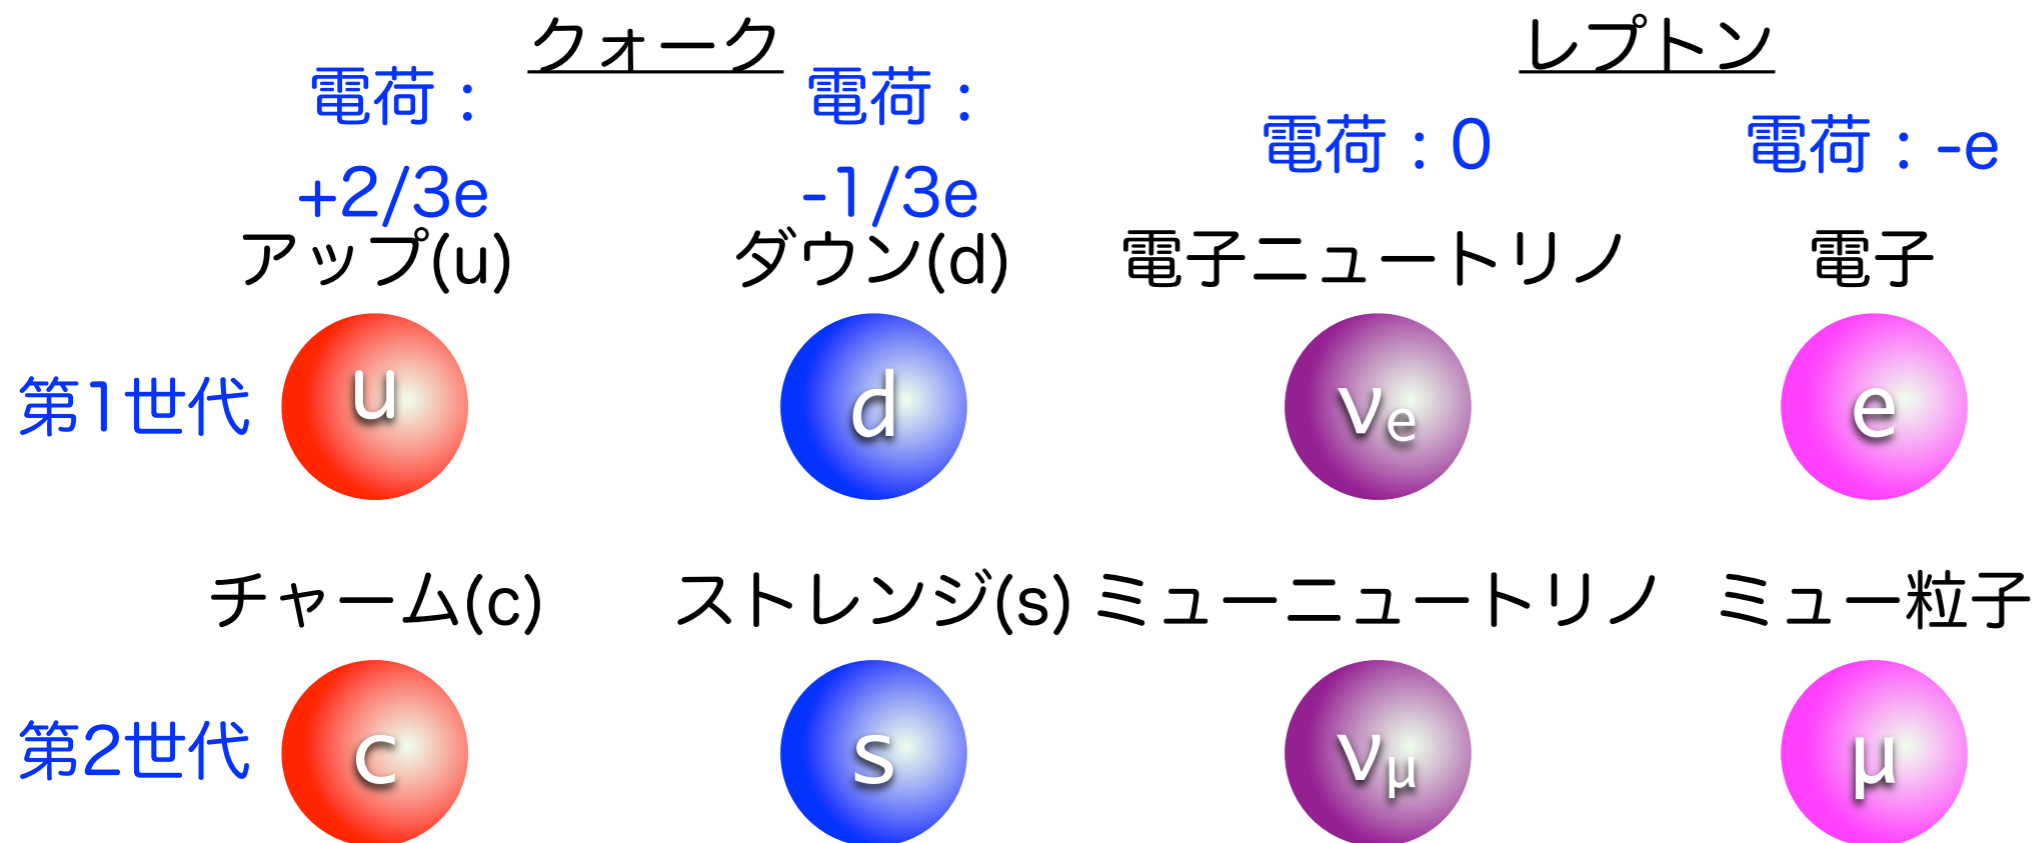 クォーク レプトン
電荷： 電荷：
+2/3e -1/3e 電荷：0 電荷：-e
アップ(u) ダウン(d) 電子ニュートリノ 電子
第1世代 u d νe e
チャーム(c) ストレンジ(s) ミューニュートリノ ミュー粒子
第2世代 c s νμ μ